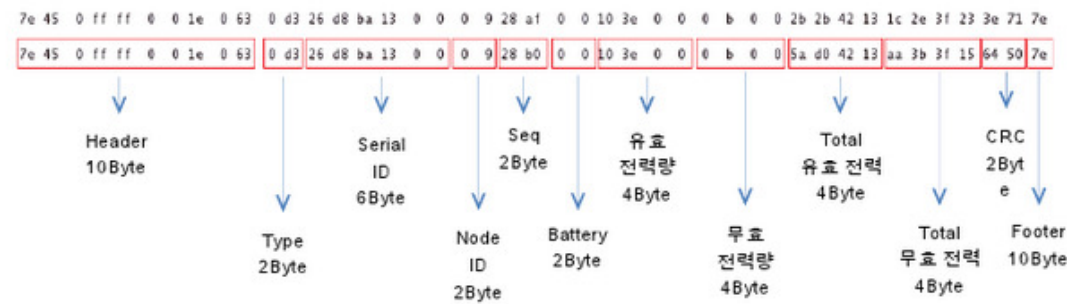 7e 45 0 ff ff 0 0 1e 0 63 0 d3 26 d8 ba 13 0 0 0 9 28 af 0 0 10 3e 0 0 0 b 0 0 2b 2b 42 13 1c 2e 3f 23 3e 71 7e
7e 45 0 ff ff 0 0 1e 0 63 0 d3 26 d8 ba 13 0 0 0 9 28 b0 0 0 10 3e 0 0 0 b 0 0 5a d0 42 13 aa 3b 3f 15 64 50 7e
Header
10Byte
Type
2Byte
Serial
ID
6Byte
Node
ID
2Byte
Seq
2Byte
Battery
2Byte
유효
전력량
4Byte
무효
전력량
4Byte
Total
유효 전력
4Byte
Total
무효 전력
4Byte
CRC
2Byt
e
Footer
10Byte